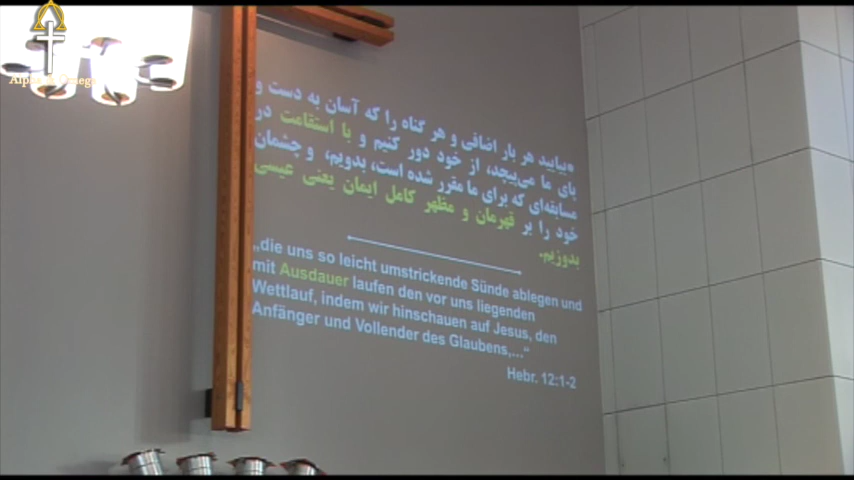 Alpha & Omega
«بیایید هر بار اضافی و هر گناه را که آسان به دست و
پای ما می‌پیچد، از خود دور کنیم و با استقامت در
مسابقه‌ای که برای ما مقرر شده است، بدویم، و چشمان
خود را بر قهرمان و مظهر کامل ایمان یعنی عیسی
بدوزیم.
„die uns so leicht umstrickende Sünde ablegen und
mit Ausdauer laufen den vor uns liegenden
Wettlauf, indem wir hinschauen auf Jesus, den
Anfänger und Vollender des Glaubens,...“
Hebr. 12:1-2